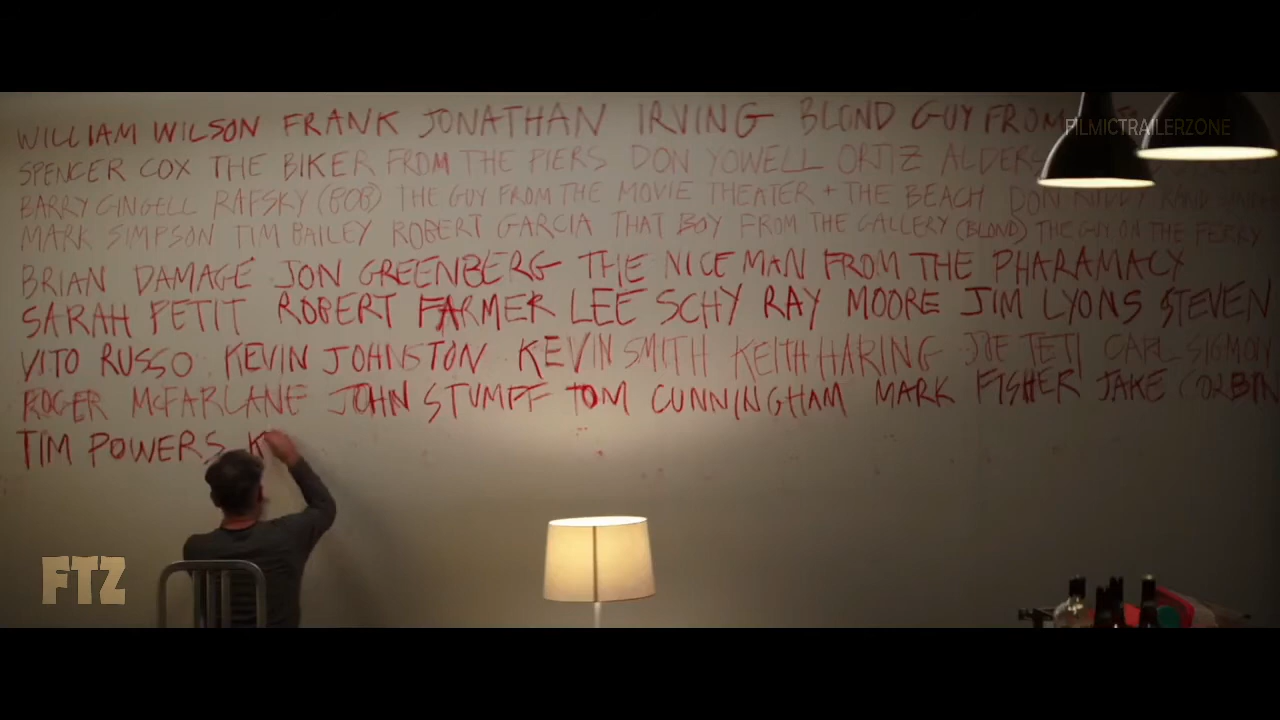 WILLIAM WILSON FRANK JONATHAN IRVING BLOND GUY FROM
FILMICTRAILERZONE
SPENCER COX THE BIKER FROM THE PIERS DON YOWELL ORTIZ
BARRY GINGELL RAFSKY (BOB) THE GUY FROM THE MOVIE THEATER + THE BEACH DON
MARK SIMPSON TIM BAILEY ROBERT GARCIA THAT BOY FROM THE GALLERY (BLOND) THE GUY ON THE FERRY
BRIAN DAMAGE JON GREENBERG THE NICE MAN FROM THE PHARAMACY
SARAH PETIT ROBERT FARMER LEE SCHY RAY MOORE JIM LYONS STEVEN
VITO RUSSO KEVIN JOHNSTON KEVIN SMITH KEITH HARING JOE TETI CARL
ROGER MCFARLANE JOHN STUMPF TOM CUNNINGHAM MARK FISHER JAKE CORBIN
TIM POWERS K
FTZ